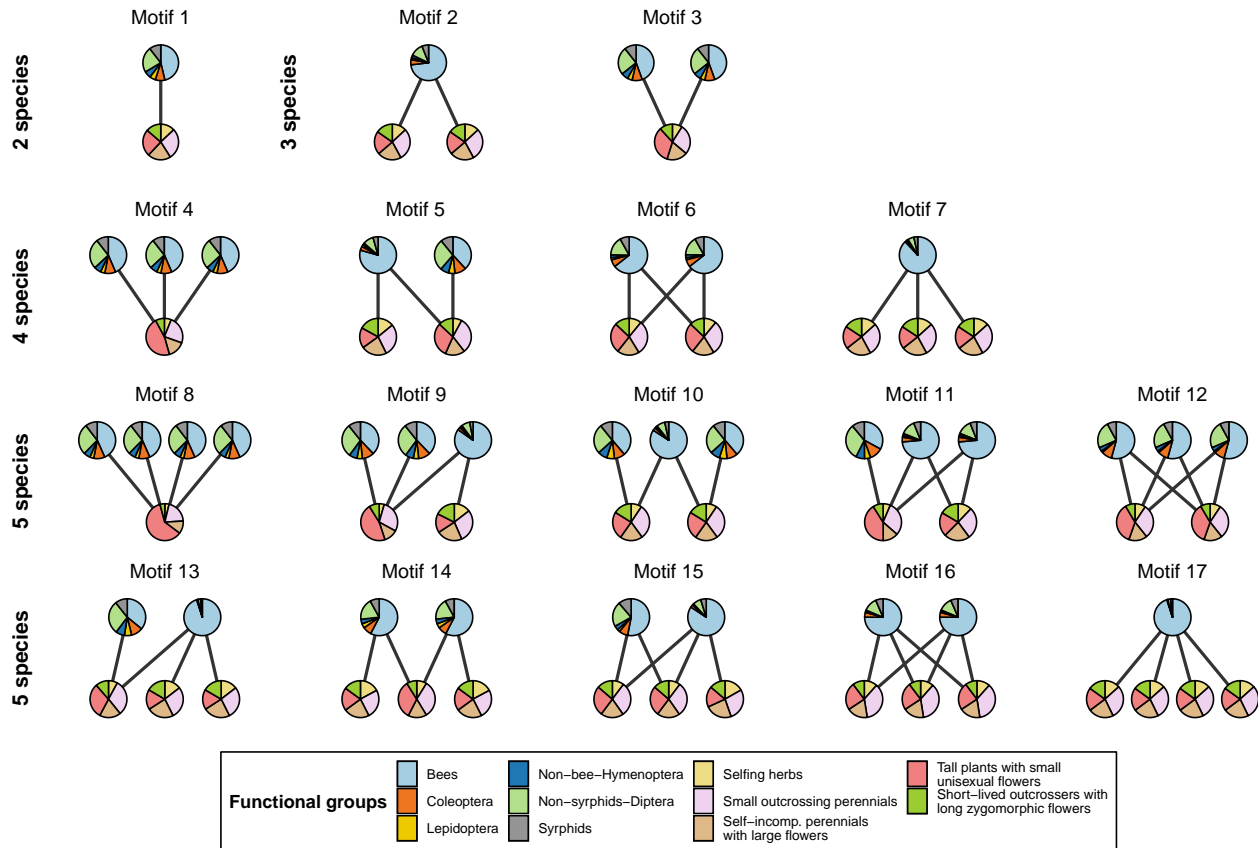 Motif 1
Motif 2
Motif 3
2 species
3 species
Motif 4
Motif 5
Motif 6
Motif 7
4 species
Motif 8
Motif 9
Motif 10
Motif 11
Motif 12
5 species
Motif 13
Motif 14
Motif 15
Motif 16
Motif 17
5 species
Functional groups
Bees
Coleoptera
Lepidoptera
Non−bee−Hymenoptera
Non−syrphids−Diptera
Syrphids
Selfing herbs
Small outcrossing perennials
Self−incomp. perennials
with large flowers
Tall plants with small
unisexual flowers
Short−lived outcrossers with
long zygomorphic flowers